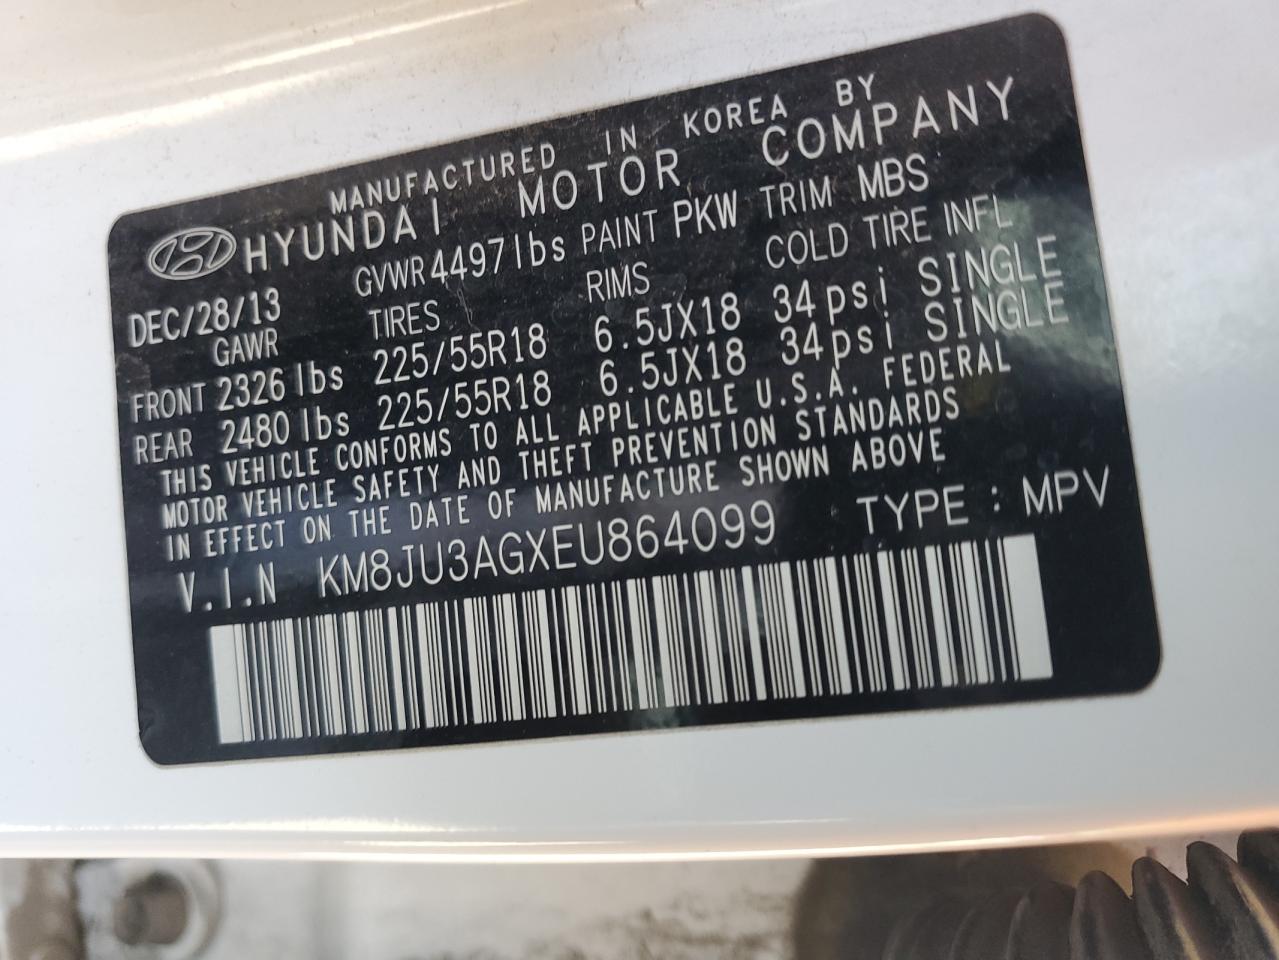 MANUFACTURED IN KOREA BY
HYUNDAI MOTOR COMPANY
DEC/28/13 GVWR 4497 lbs PAINT PKW TRIM MBS
GAWR TIRES RIMS COLD TIRE INFL
FRONT 2326 lbs 225/55R18 6.5JX18 34psi SINGLE
REAR 2480 lbs 225/55R18 6.5JX18 34psi SINGLE
THIS VEHICLE CONFORMS TO ALL APPLICABLE U.S.A. FEDERAL
MOTOR VEHICLE SAFETY AND THEFT PREVENTION STANDARDS
IN EFFECT ON THE DATE OF MANUFACTURE SHOWN ABOVE
V.I.N KM8JU3AGXEU864099 TYPE : MPV